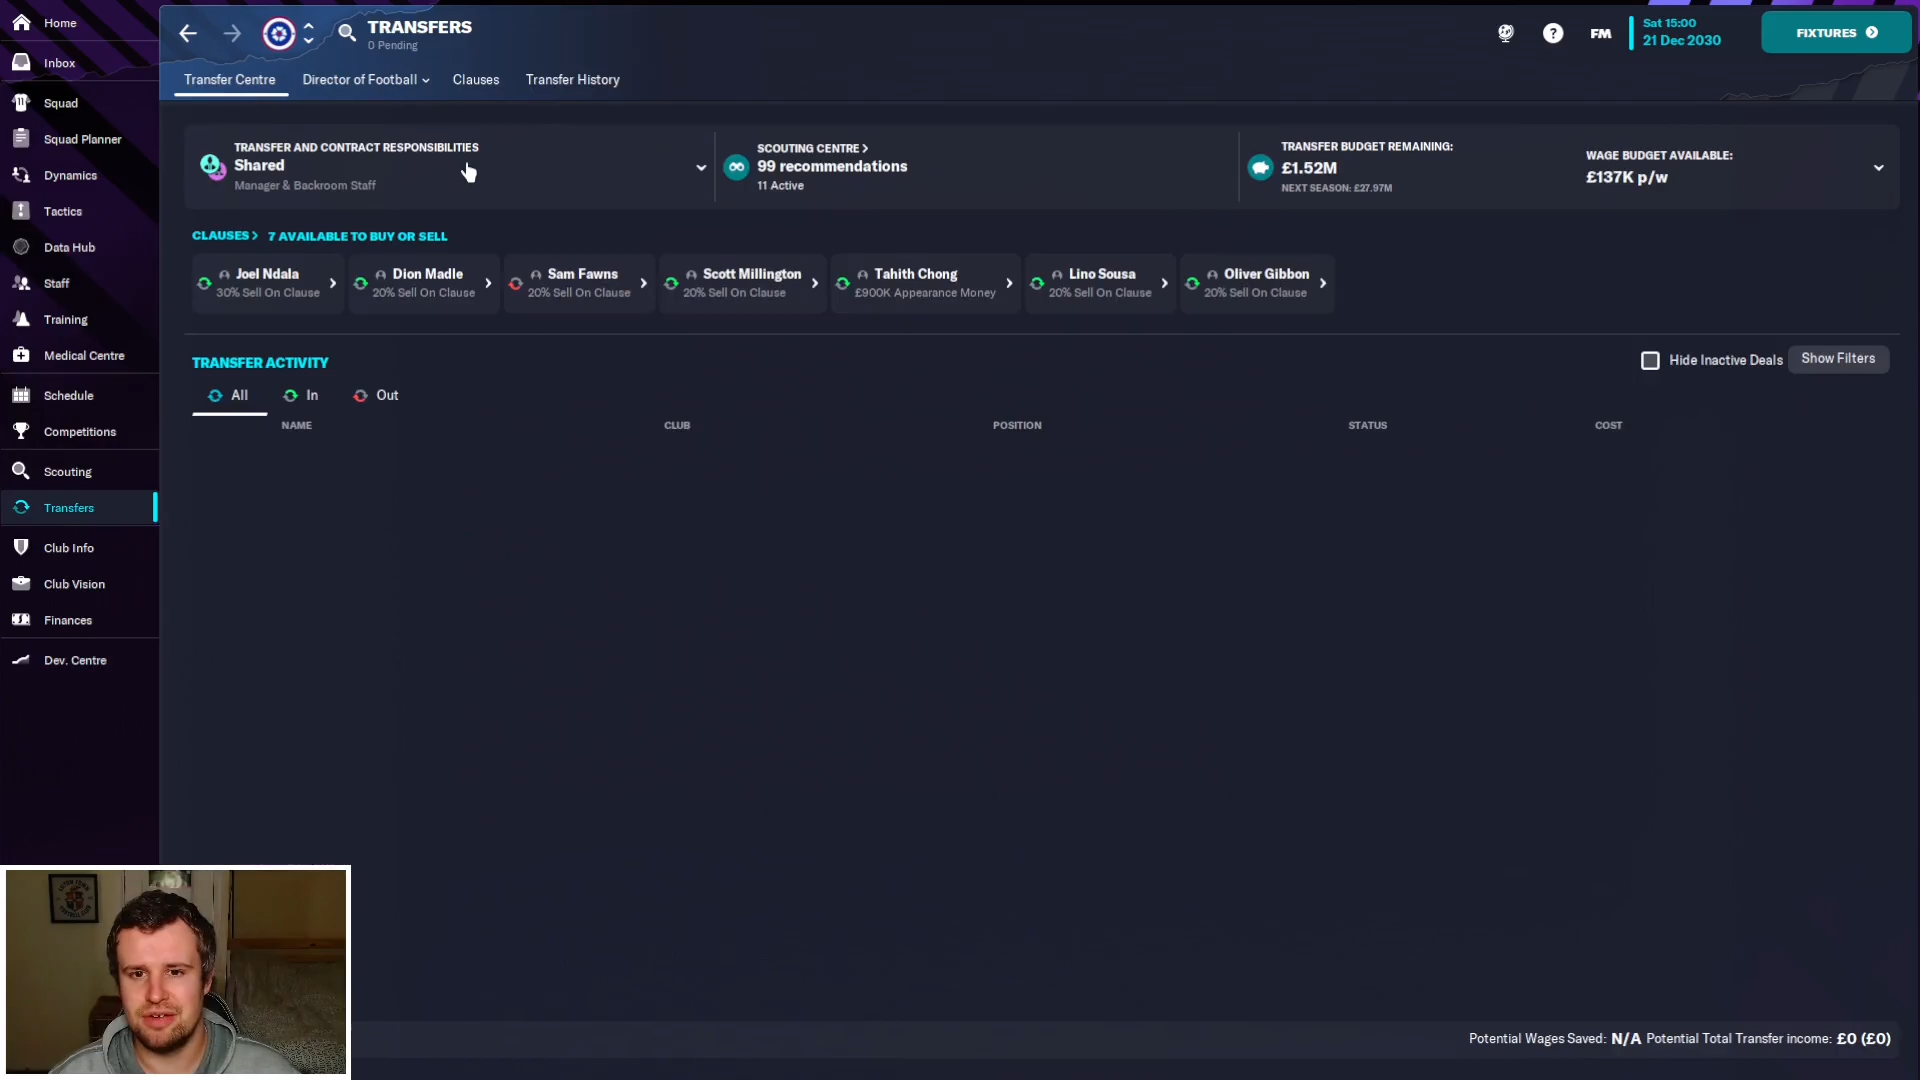 Home
Inbox
Squad
Squad Planner
Dynamics
Tactics
Data Hub
Staff
Training
Medical Centre
Schedule
Competitions
Scouting
Transfers
Club Info
Club Vision
Finances
Dev. Centre
TRANSFERS
0 Pending
FM
Sat 15:00
21 Dec 2030
FIXTURES
Transfer Centre
Director of Football
Clauses
Transfer History
TRANSFER AND CONTRACT RESPONSIBILITIES
Shared
Manager & Backroom Staff
SCOUTING CENTRE >
99 recommendations
11 Active
TRANSFER BUDGET REMAINING:
£1.52M
NEXT SEASON: £27.97M
WAGE BUDGET AVAILABLE:
£137K p/w
CLAUSES > 7 AVAILABLE TO BUY OR SELL
Joel Ndala
30% Sell On Clause
Dion Madle
20% Sell On Clause
Sam Fawns
20% Sell On Clause
Scott Millington
20% Sell On Clause
Tahith Chong
£900K Appearance Money
Lino Sousa
20% Sell On Clause
Oliver Gibbon
20% Sell On Clause
TRANSFER ACTIVITY
Hide Inactive Deals
Show Filters
All In Out
NAME CLUB POSITION STATUS COST
Potential Wages Saved: N/A Potential Total Transfer income: £0 (£0)